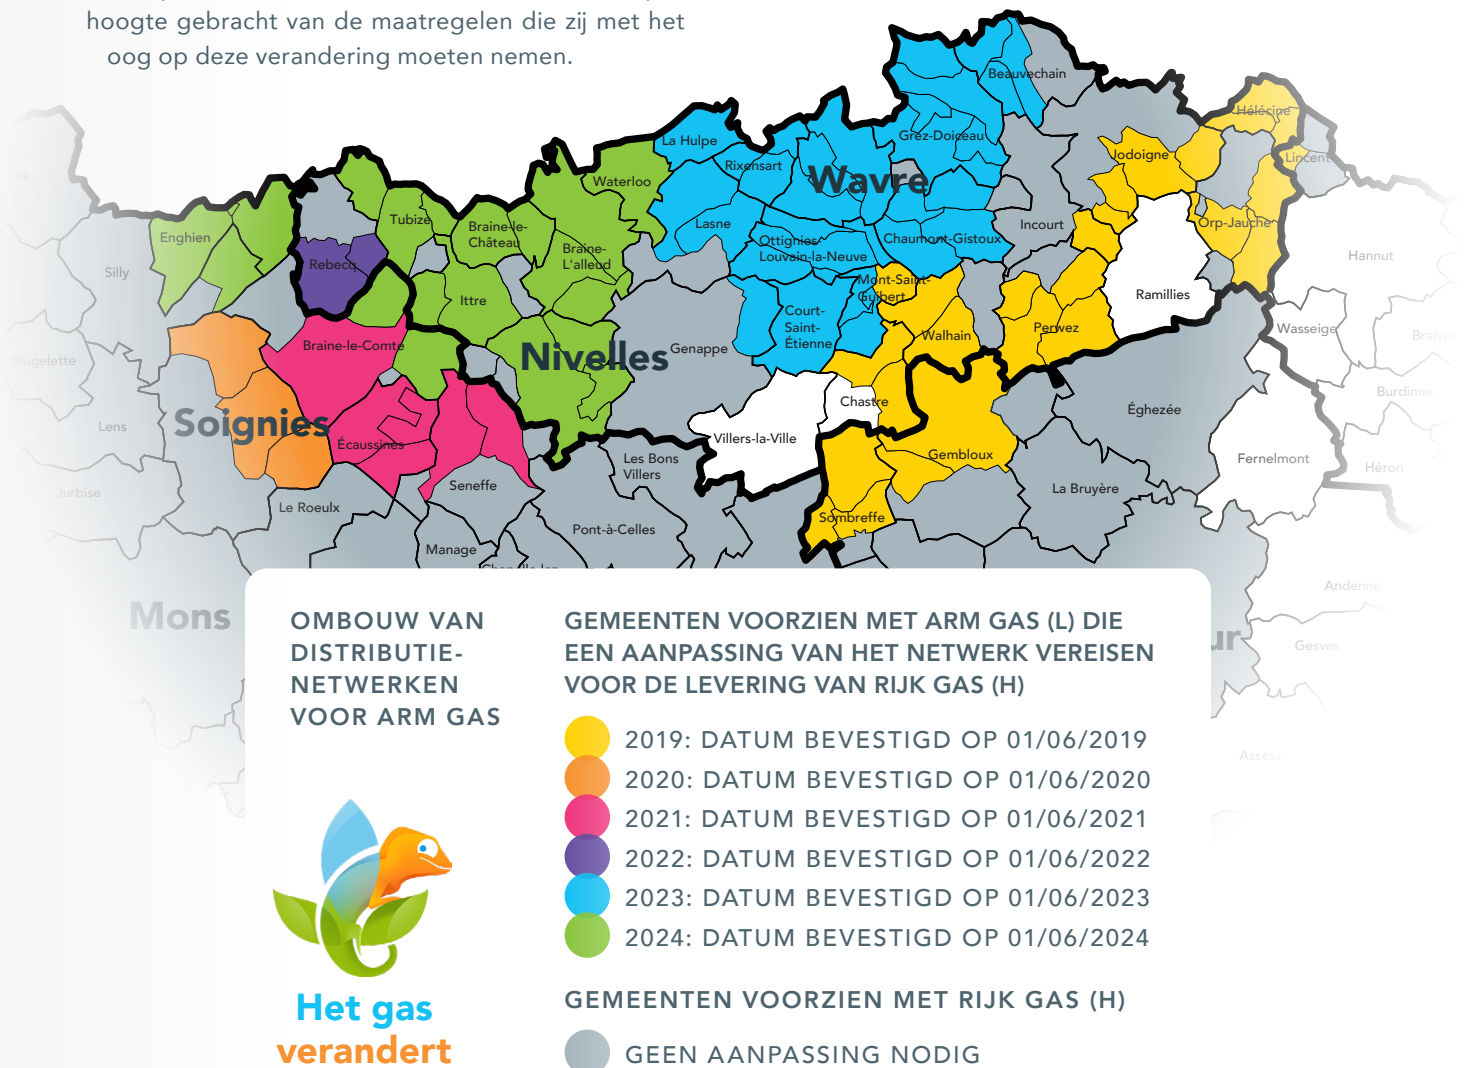 hoogte gebracht van de maatregelen die zij met het
oog op deze verandering moeten nemen.
Beauvechain
Hélécine
La Hulpe
Grez-Doiceau
Jodoigne
Lincent
Rixensart
Wavre
Waterloo
Tubize
Lasne
Incourt
Orp-Jauche
Enghien
Braine-le-
Château
Ottignies
Louvain-la-Neuve
Chaumont-Gistoux
Braine-
L'alleud
Hannut
Silly
Rebecq
Mont-Saint-
Guibert
Ramillies
Ittre
Court-
Saint-
Étienne
Walhain
Perwez
Wasseige
Braives
Braine-le-Comte
Nivelles
Genappe
Brugelette
Burdinne
Chastre
Éghezée
Soignies
Lens
Écaussines
Villers-la-Ville
Gembloux
Fernelmont
Héron
Les Bons
Villers
Jurbise
Seneffe
La Bruyère
Le Roeulx
Sombreffe
Pont-à-Celles
Manage
Andenne
Mons
ur
Gesves
Assesse
OMBOUW VAN
DISTRIBUTIE-
NETWERKEN
VOOR ARM GAS
GEMEENTEN VOORZIEN MET ARM GAS (L) DIE
EEN AANPASSING VAN HET NETWERK VEREISEN
VOOR DE LEVERING VAN RIJK GAS (H)
2019: DATUM BEVESTIGD OP 01/06/2019
2020: DATUM BEVESTIGD OP 01/06/2020
2021: DATUM BEVESTIGD OP 01/06/2021
2022: DATUM BEVESTIGD OP 01/06/2022
2023: DATUM BEVESTIGD OP 01/06/2023
2024: DATUM BEVESTIGD OP 01/06/2024
Het gas
verandert
GEMEENTEN VOORZIEN MET RIJK GAS (H)
GEEN AANPASSING NODIG